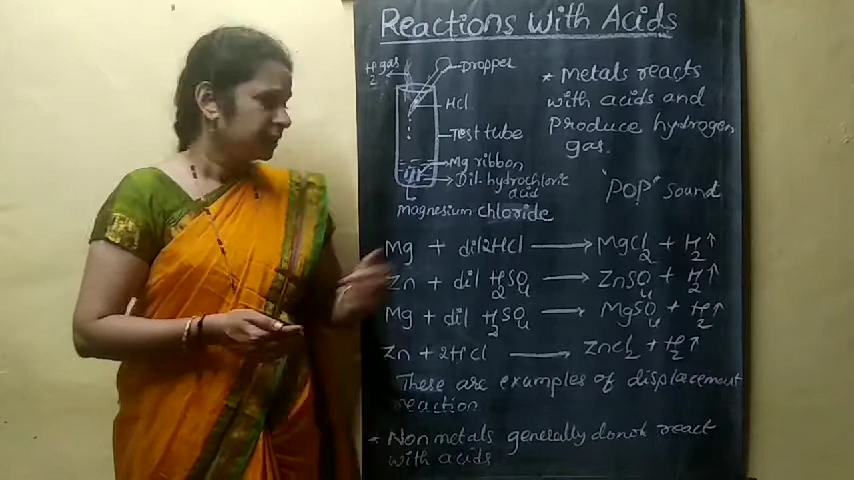 Reactions with Acids
H2 gas
Dropper
Hcl
Test tube
Mg ribbon
Dil-hydrochloric
acid
Magnesium chloride
* Metals reacts
with acids and
Produce hydrogen
gas.
"POP" sound
Mg + dil2HCl → MgCl2 + H2↑
Zn + dil H2SO4 → ZnSO4 + H2↑
Mg + dil H2SO4 → MgSO4 + H2↑
Zn + 2HCl → ZnCl2 + H2↑
These are examples of displacement
reaction
* Non metals generally donot react
with acids